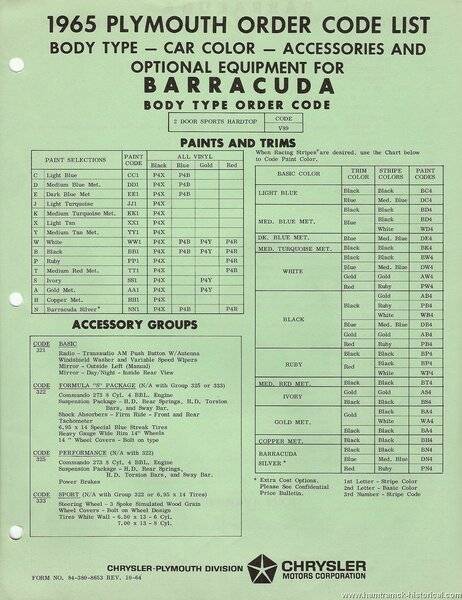 1965 PLYMOUTH ORDER CODE LIST
BODY TYPE — CAR COLOR — ACCESSORIES AND
OPTIONAL EQUIPMENT FOR
BARRACUDA
BODY TYPE ORDER CODE
2 DOOR SPORTS HARDTOP CODE V89
PAINTS AND TRIMS
PAINT SELECTIONS PAINT CODE ALL VINYL
Black Blue Gold Red
C Light Blue CC1 P4X P4B
D Medium Blue Met. DD1 P4X P4B
E Dark Blue Met EE1 P4X P4B
J Light Turquoise JJ1 P4X
K Medium Turquoise Met. KK1 P4X
X Light Tan XX1 P4X
Y Medium Tan Met. YY1 P4X
W White WW1 P4X P4B P4Y P4R
B Black BB1 P4X P4B P4Y P4R
P Ruby PP1 P4X P4R
T Medium Red Met. TT1 P4X P4R
S Ivory SS1 P4X P4Y
A Gold Met. AA1 P4X P4Y
H Copper Met. HH1 P4X
N Barracuda Silver* NN1 P4X P4B P4R
When Racing Stripes* are desired, use the Chart below
to Code Paint Color.
BASIC COLOR TRIM COLOR STRIPE COLORS PAINT CODES
LIGHT BLUE Black Black BC4
Blue Med. Blue DC4
MED. BLUE MET. Black Black BD4
Blue Black BD4
White WD4
DK. BLUE MET. Blue Med. Blue DE4
MED. TURQUOISE MET. Black Black BK4
WHITE Black Black BW4
Blue Med. Blue DW4
Gold Gold AW4
Red Ruby PW4
BLACK Black Gold AB4
Ruby PB4
White WB4
Gold Gold AB4
Red Ruby PB4
RUBY Black Black BP4
White WP4
Red Black BP4
White WP4
MED. RED MET. Black Black BT4
IVORY Gold Gold AS4
Black Black BS4
GOLD MET. Gold Black BA4
White WA4
Black Black BA4
COPPER MET. Black Black BH4
BARRACUDA SILVER* Black Black BN4
Blue Med. Blue DN4
Red Ruby PN4
* Extra Cost Options.
Please See Confidential
Price Bulletin.
1st Letter - Stripe Code
2nd Letter - Basic Color
3rd Number - Stripe Code
ACCESSORY GROUPS
CODE 321 BASIC
Radio - Transaudio AM Push Button W/Antenna
Windshield Washer and Variable Speed Wipers
Mirror - Outside Left (Manual)
Mirror - Day/Night - Inside Rear View
CODE 322 FORMULA "S" PACKAGE (N/A with Group 325 or 333)
Commando 273 8 Cyl. 4 BBL. Engine
Suspension Package - H.D. Rear Springs, H.D. Torsion
Bars, and Sway Bar.
Shock Absorbers - Firm Ride - Front and Rear
Tachometer
6.95 x 14 Special Blue Streak Tires
Heavy Gauge Wide Rim 14" Wheels
14 " Wheel Covers - Bolt on type
CODE 325 PERFORMANCE (N/A with 322)
Commando 273 8 Cyl. 4 BBL. Engine
Suspension Package - H.D. Rear Springs,
H.D. Torsion Bars, and Sway Bar.
Power Brakes
CODE 333 SPORT (N/A with 322 or 6.95 x 14 Tires)
Steering Wheel - 3 Spoke Simulated Wood Grain
Wheel Covers - Bolt on Wheel Design
Tires White Wall - 6.50 x 13 - 6 Cyl.
7.00 x 13 - 8 Cyl.
CHRYSLER-PLYMOUTH DIVISION CHRYSLER
MOTORS CORPORATION
FORM NO. 84-380-8653 REV. 10-64
www.hamtramck-historical.com